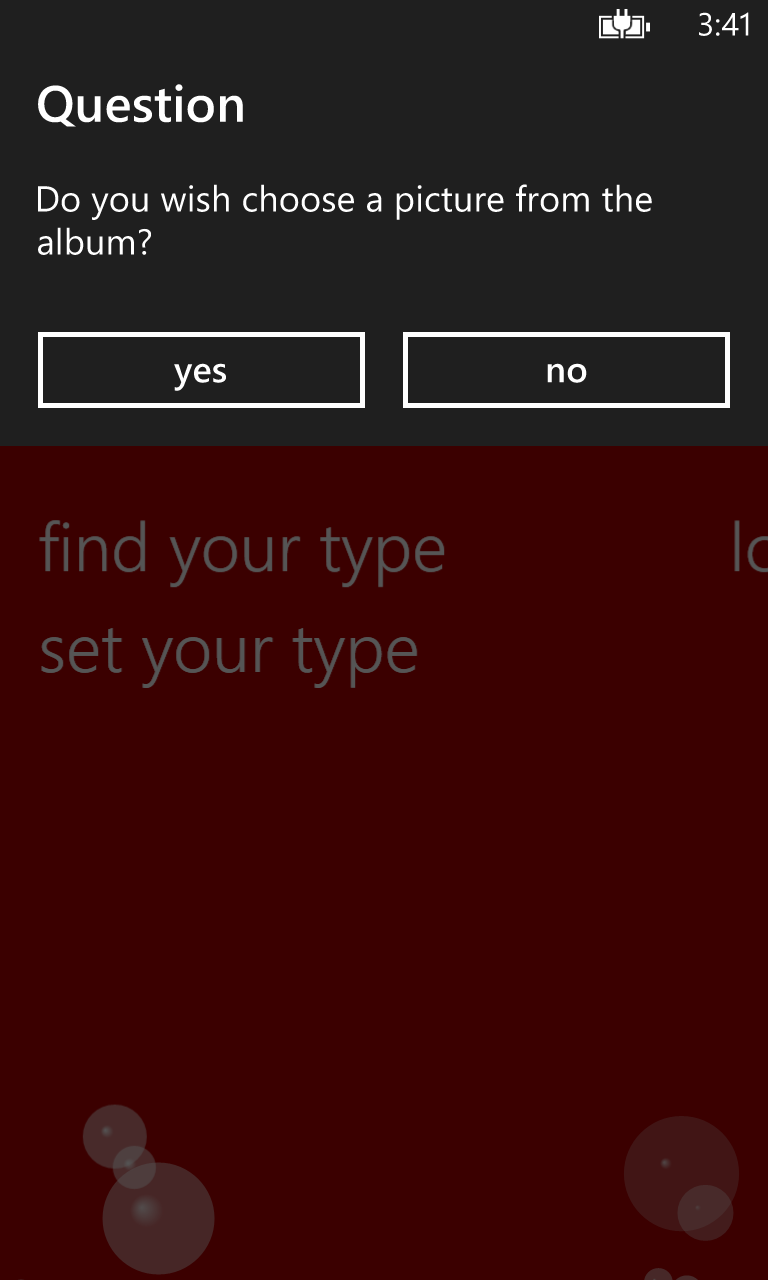 3:41
Question
Do you wish choose a picture from the
album?
yes
no
find your type
lo
set your type